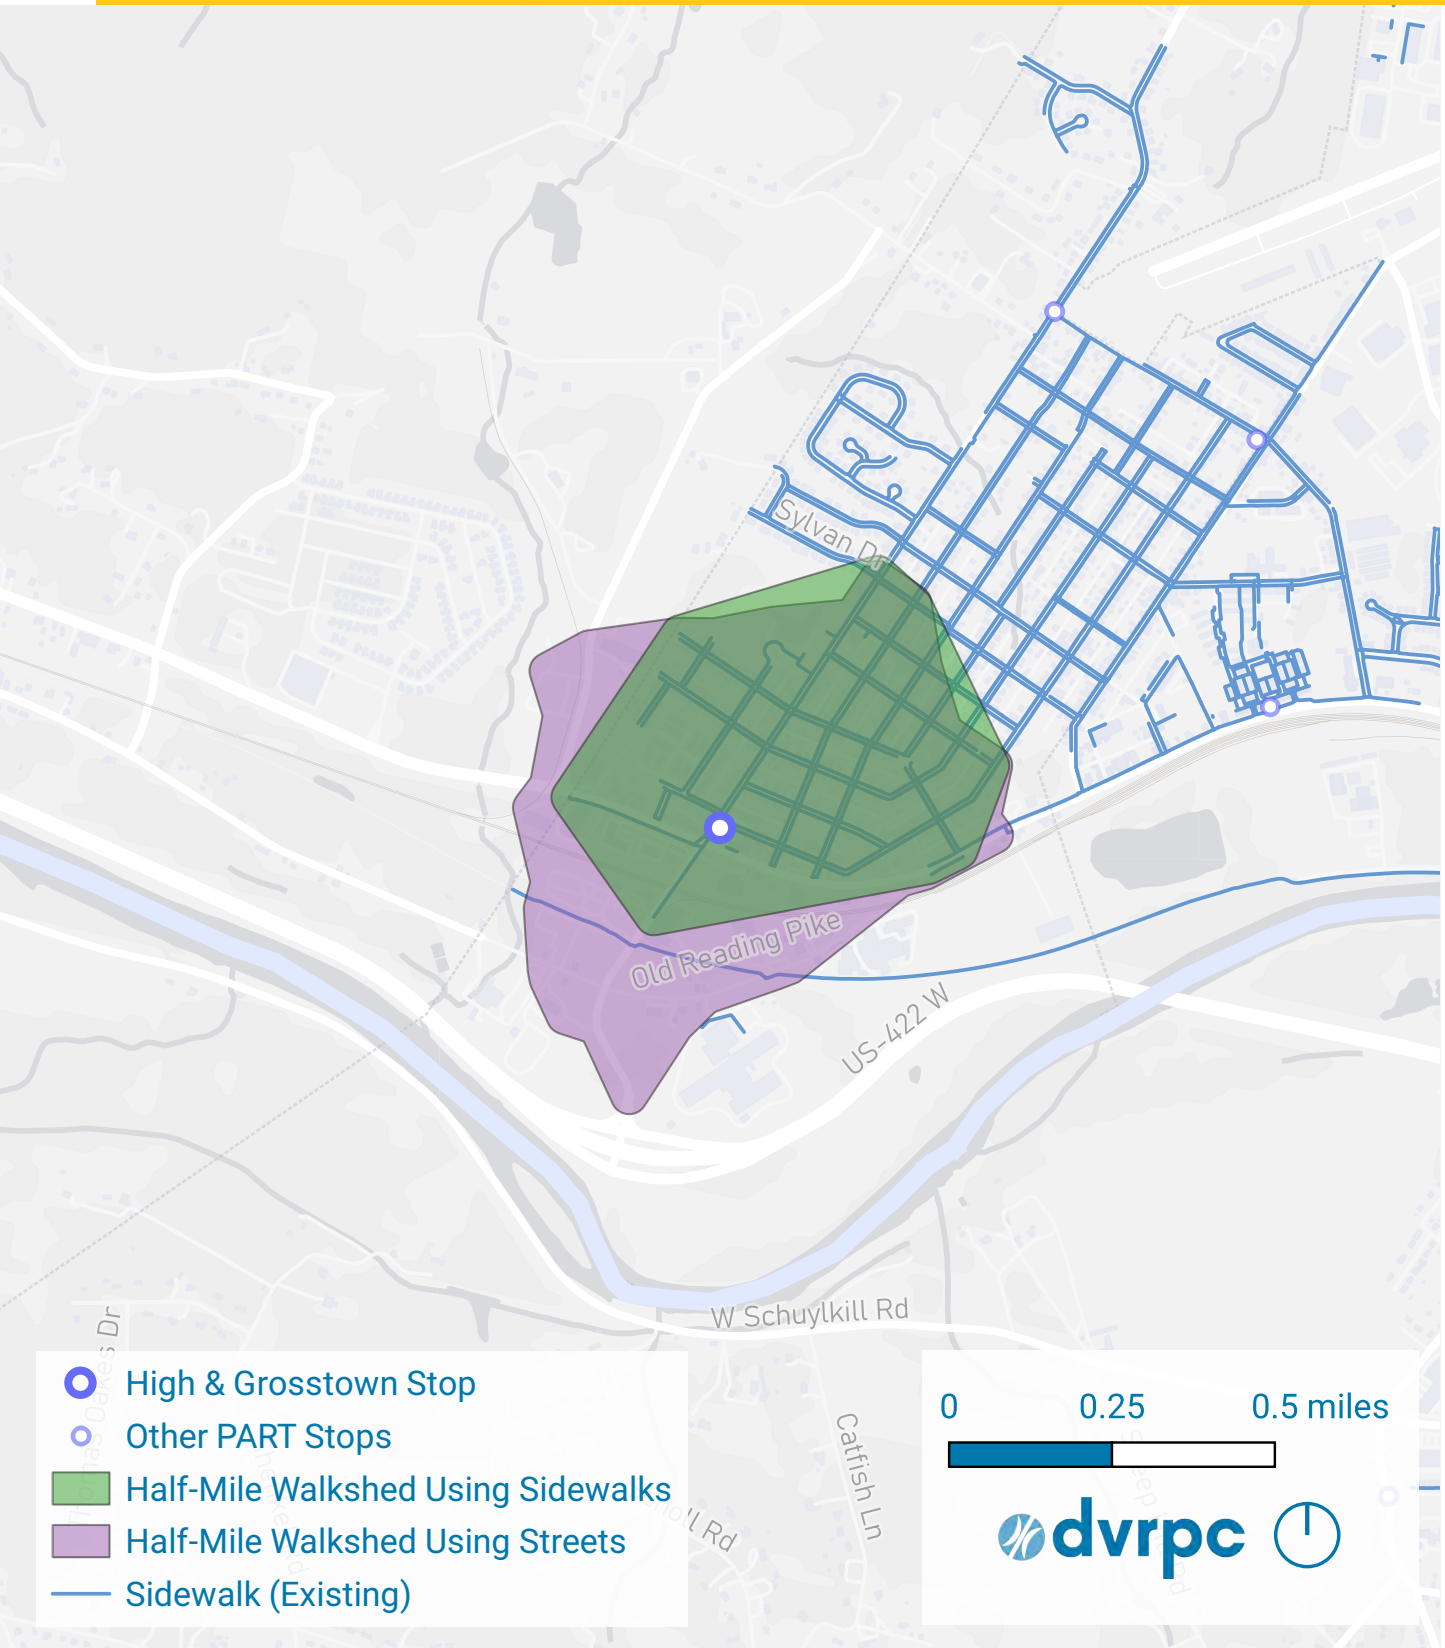 Sylvan Dr
Old Reading Pike
US-422 W
W Schuylkill Rd
Catfish Ln
High & Grosstown Stop
Other PART Stops
Half-Mile Walkshed Using Sidewalks
Half-Mile Walkshed Using Streets
Sidewalk (Existing)
0 0.25 0.5 miles
dvrpc